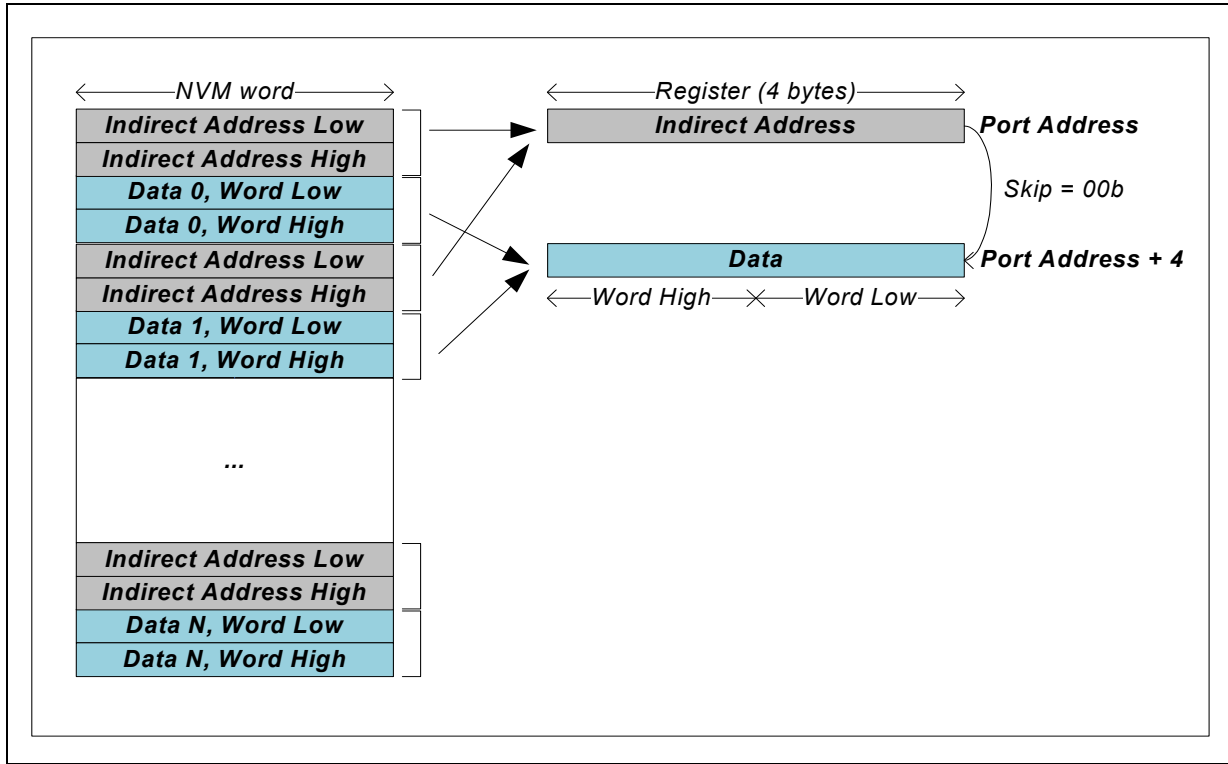 NVM word
Indirect Address Low
Indirect Address High
Data 0, Word Low
Data 0, Word High
Indirect Address Low
Indirect Address High
Data 1, Word Low
Data 1, Word High
...
Indirect Address Low
Indirect Address High
Data N, Word Low
Data N, Word High
Register (4 bytes)
Indirect Address
Port Address
Skip = 00b
Data
Port Address + 4
Word High
Word Low